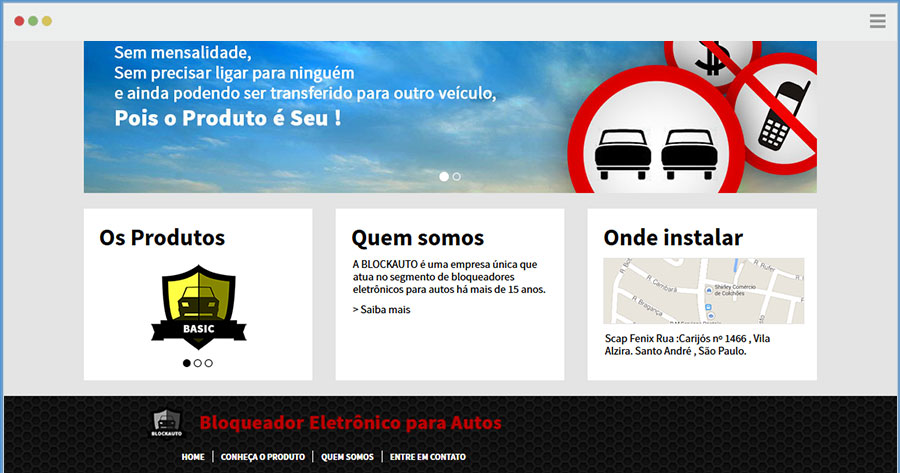 Sem mensalidade,
Sem precisar ligar para ninguém
e ainda podendo ser transferido para outro veículo,
Pois o Produto é Seu !
$
Os Produtos
BASIC
Quem somos
A BLOCKAUTO é uma empresa única que
atua no segmento de bloqueadores
eletrônicos para autos há mais de 15 anos.
> Saiba mais
Onde instalar
R. Rufet
R. Cambará
Shirley Comércio
de Colchões
R. Bragança
Scap Fenix Rua :Carijós nº 1466 , Vila
Alzira. Santo André , São Paulo.
BLOCKAUTO
Bloqueador Eletrônico para Autos
HOME
CONHEÇA O PRODUTO
QUEM SOMOS
ENTRE EM CONTATO